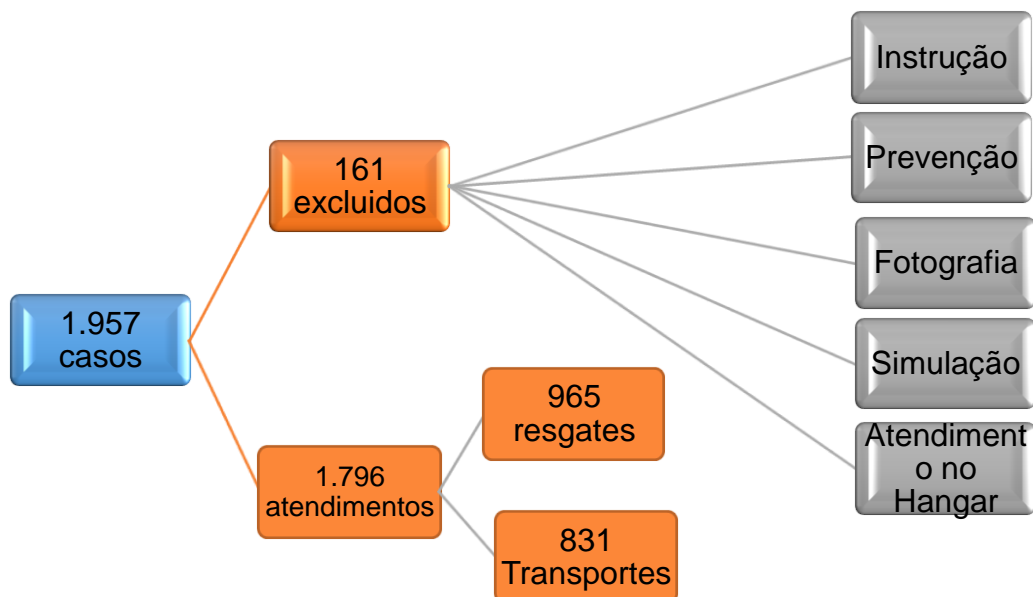 1.957
casos
161
excluidos
Instrução
Prevenção
Fotografia
Simulação
Atendiment
o no
Hangar
1.796
atendimentos
965
resgates
831
Transportes